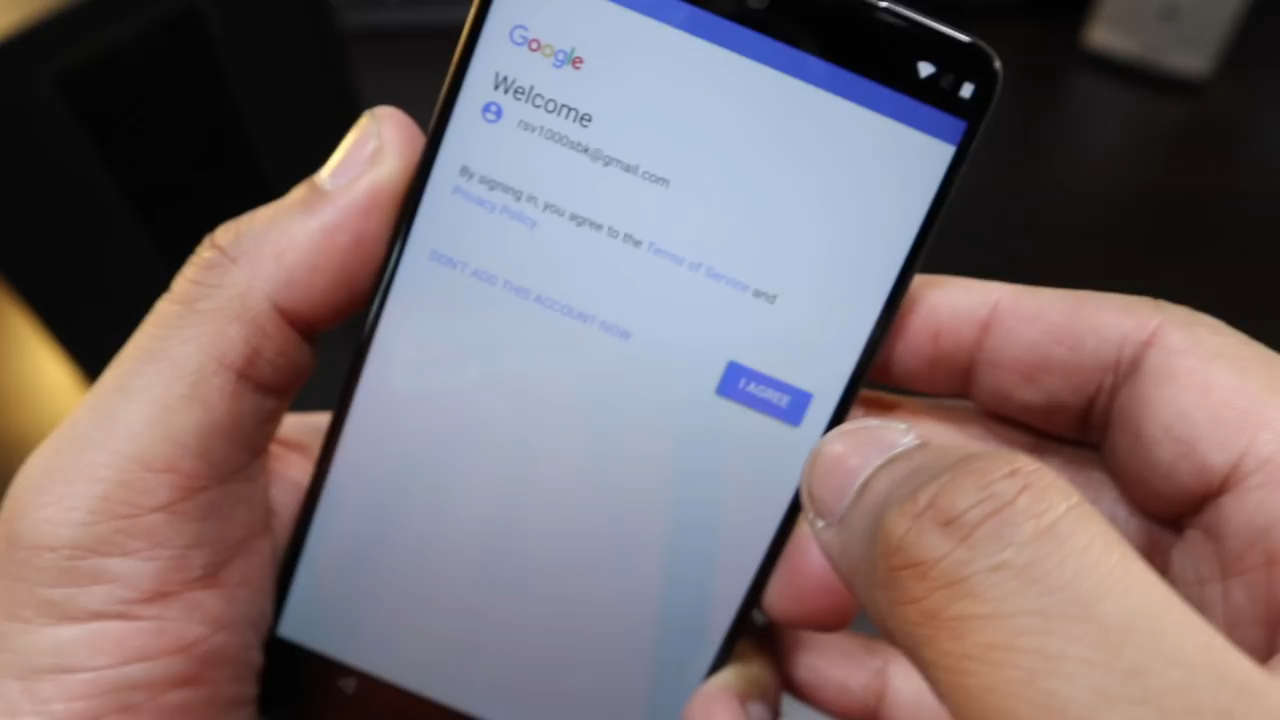 Google
Welcome
rsv1000sbk@gmail.com
By signing in, you agree to the Terms of Service and
Privacy Policy.
DON'T ADD THIS ACCOUNT NOW
I AGREE